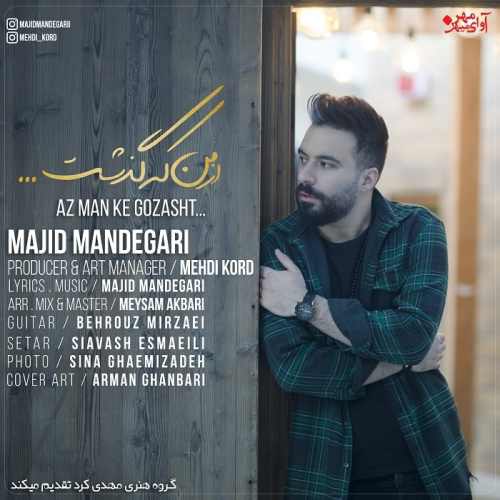 MAJIDMANDEGARII
MEHDI_KORD
آوای مهر
از من که گذشت ...
AZ MAN KE GOZASHT...
MAJID MANDEGARI
PRODUCER & ART MANAGER / MEHDI KORD
LYRICS . MUSIC / MAJID MANDEGARI
ARR . MIX & MASTER / MEYSAM AKBARI
GUITAR / BEHROUZ MIRZAEI
SETAR / SIAVASH ESMAEILI
PHOTO / SINA GHAEMIZADEH
COVER ART / ARMAN GHANBARI
گروه هنری مهدی کرد تقدیم میکند